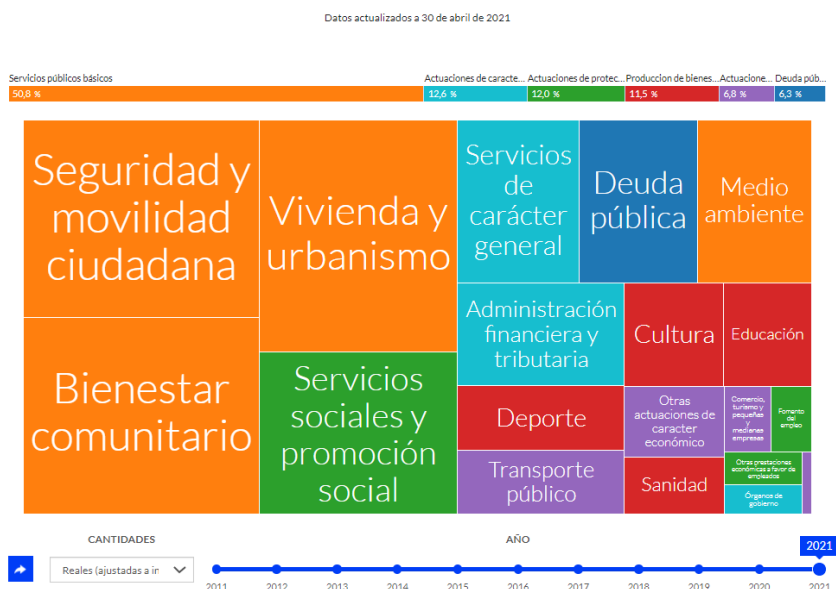 Datos actualizados a 30 de abril de 2021
Servicios públicos básicos
Actuaciones de caracte...
Actuaciones de protec...
Produccion de bienes...
Actuacione...
Deuda púb...
50,8 %
12,6 %
12,0 %
11,5 %
6,8 %
6,3 %
Seguridad y
movilidad
ciudadana
Vivienda y
urbanismo
Servicios
de
carácter
general
Deuda
pública
Medio
ambiente
Bienestar
comunitario
Servicios
sociales y
promoción
social
Administración
financiera y
tributaria
Cultura
Educación
Deporte
Otras
actuaciones de
caracter
económico
Comercio,
turismo y
pequeñas
y
medianas
empresas
Fomento
del
empleo
Transporte
público
Sanidad
Otras prestaciones
económicas a favor de
empleados
Órganos de
gobierno
CANTIDADES
AÑO
2021
Reales (ajustadas a ir
2011
2012
2013
2014
2015
2016
2017
2018
2019
2020
2021